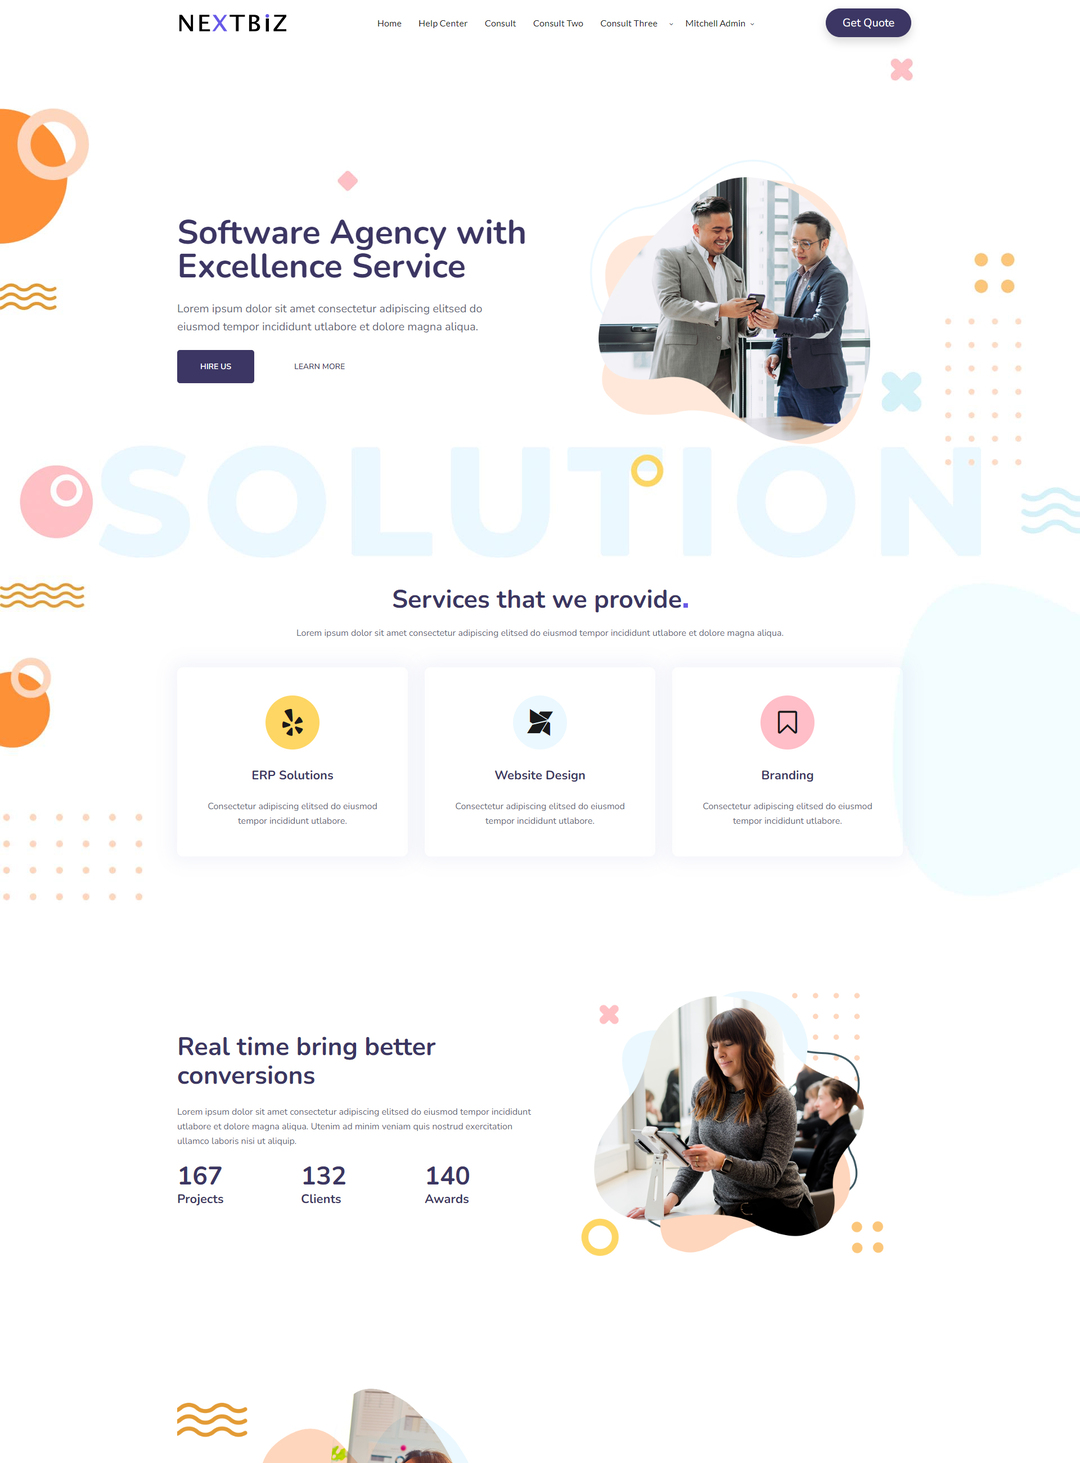 NEXTBIZ
Home Help Center Consult Consult Two Consult Three Mitchell Admin
Get Quote
Software Agency with
Excellence Service
Lorem ipsum dolor sit amet consectetur adipiscing elitsed do
eiusmod tempor incididunt utlabore et dolore magna aliqua.
HIRE US LEARN MORE
SOLUTION
Services that we provide.
Lorem ipsum dolor sit amet consectetur adipiscing elitsed do eiusmod tempor incididunt utlabore et dolore magna aliqua.
ERP Solutions
Consectetur adipiscing elitsed do eiusmod
tempor incididunt utlabore.
Website Design
Consectetur adipiscing elitsed do eiusmod
tempor incididunt utlabore.
Branding
Consectetur adipiscing elitsed do eiusmod
tempor incididunt utlabore.
Real time bring better
conversions
Lorem ipsum dolor sit amet consectetur adipiscing elitsed do eiusmod tempor incididunt
utlabore et dolore magna aliqua. Utenim ad minim veniam quis nostrud exercitation
ullamco laboris nisi ut aliquip.
167 132 140
Projects Clients Awards